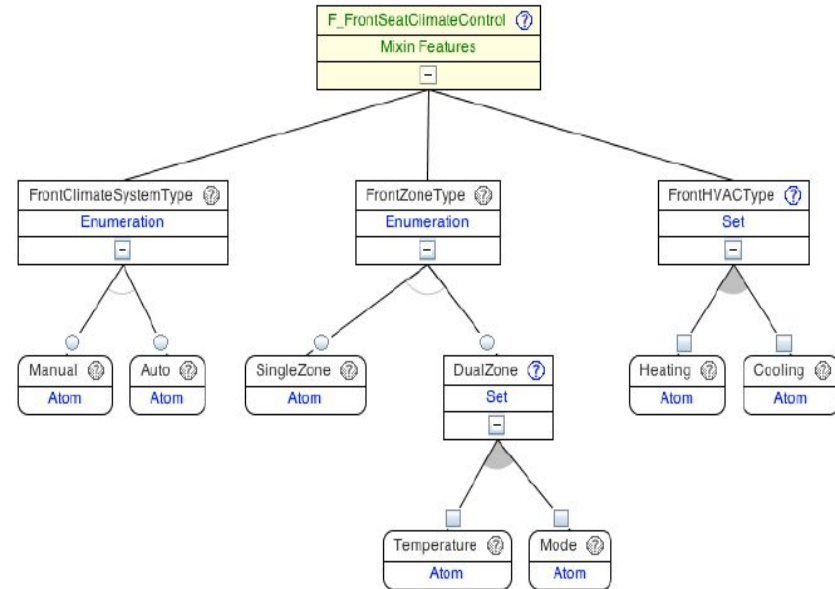 F_FrontSeatClimateControl ?
Mixin Features
FrontClimateSystemType ?
Enumeration
FrontZoneType ?
Enumeration
FrontHVACType ?
Set
Manual ?
Atom
Auto ?
Atom
SingleZone ?
Atom
DualZone ?
Set
Heating ?
Atom
Cooling ?
Atom
Temperature ?
Atom
Mode ?
Atom